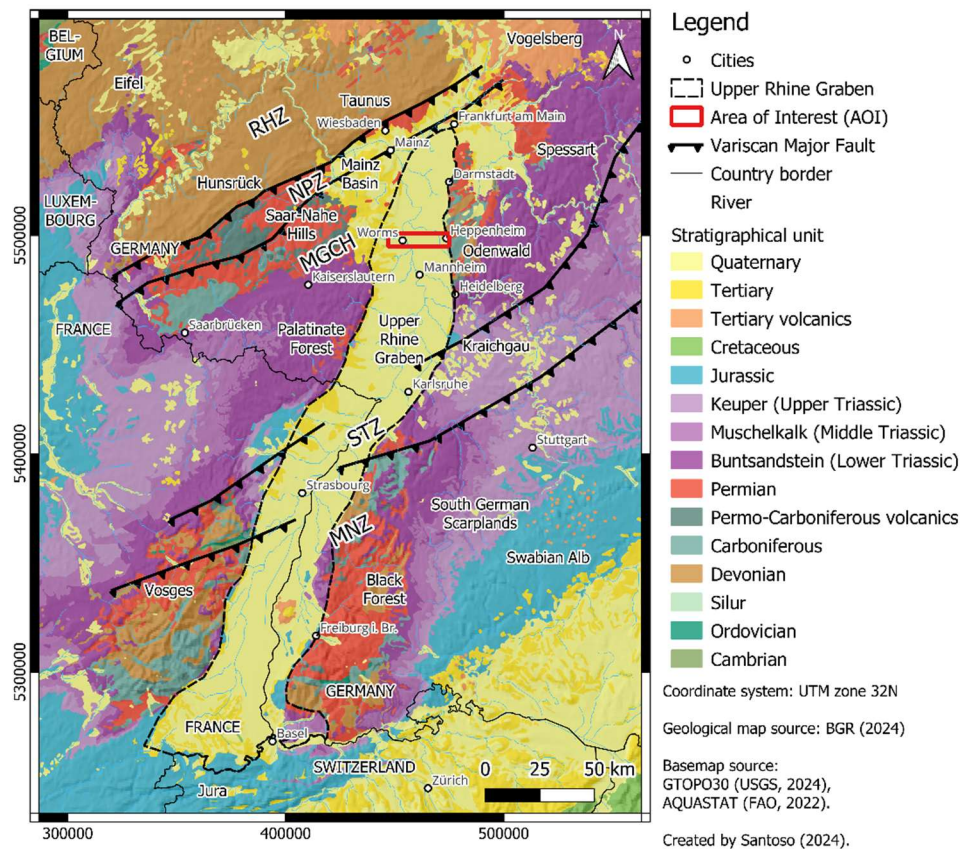 BEL-
GIUM
Vogelsberg
Eifel
Taunus
RHZ
Wiesbaden
Frankfurt am Main
Mainz
Spessart
Mainz
Basin
Hunsrück
NPZ
Darmstadt
LUXEM-
BOURG
Saar-Nahe
Hills
5500000
GERMANY
Worms
Heppenheim
MGCH
Odenwald
Kaiserslautern
Mannheim
Heidelberg
FRANCE
Saarbrücken
Palatinate
Forest
Upper
Rhine
Graben
Kraichgau
Karlsruhe
STZ
Stuttgart
5400000
Strasbourg
South German
Scarplands
MNZ
Swabian Alb
Vosges
Black
Forest
Freiburg i. Br.
5300000
GERMANY
FRANCE
Basel
SWITZERLAND
Jura
Zürich
0 25 50 km
300000 400000 500000
N
Legend
Cities
Upper Rhine Graben
Area of Interest (AOI)
Variscan Major Fault
Country border
River
Stratigraphical unit
Quaternary
Tertiary
Tertiary volcanics
Cretaceous
Jurassic
Keuper (Upper Triassic)
Muschelkalk (Middle Triassic)
Buntsandstein (Lower Triassic)
Permian
Permo-Carboniferous volcanics
Carboniferous
Devonian
Silur
Ordovician
Cambrian
Coordinate system: UTM zone 32N
Geological map source: BGR (2024)
Basemap source:
GTOPO30 (USGS, 2024),
AQUASTAT (FAO, 2022).
Created by Santoso (2024).